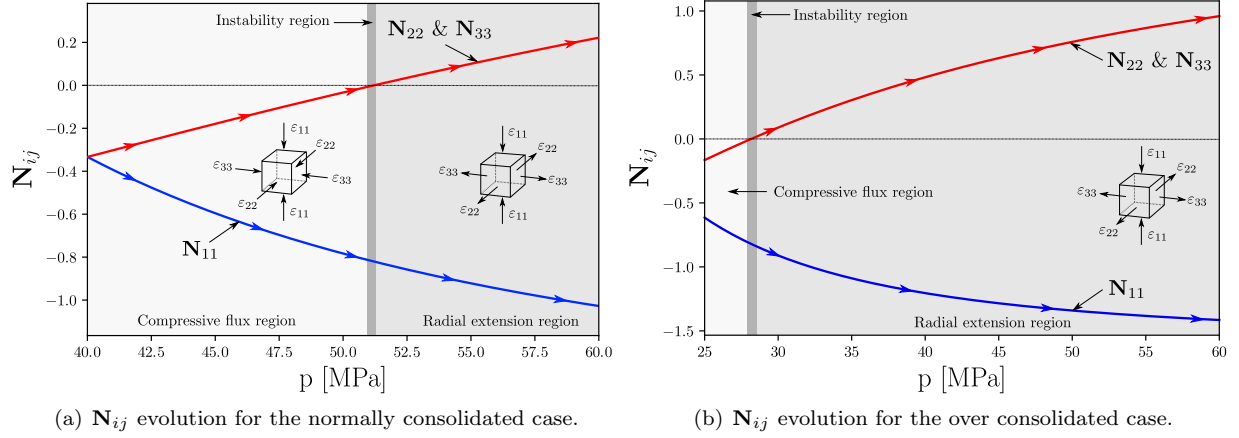 Instability region
N22 & N33
0.2
0.0
−0.2
−0.4
−0.6
−0.8
−1.0
Nij
ε11
ε22
ε33
ε33
ε22
ε11
ε11
ε22
ε33
ε33
ε22
ε11
N11
Compressive flux region
Radial extension region
40.0 42.5 45.0 47.5 50.0 52.5 55.0 57.5 60.0
p [MPa]
(a) Nij evolution for the normally consolidated case.
Instability region
N22 & N33
1.0
0.5
0.0
−0.5
−1.0
−1.5
Nij
Compressive flux region
ε11
ε22
ε33
ε33
ε22
ε11
N11
Radial extension region
25 30 35 40 45 50 55 60
p [MPa]
(b) Nij evolution for the over consolidated case.